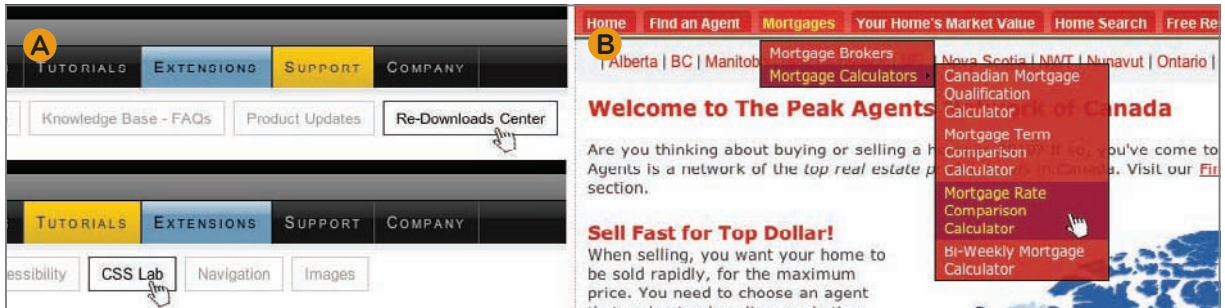 A
TUTORIALS EXTENSIONS SUPPORT COMPANY
Knowledge Base - FAQs Product Updates Re-Downloads Center
TUTORIALS EXTENSIONS SUPPORT COMPANY
essibility CSS Lab Navigation Images
B
Home Find an Agent Mortgages Your Home's Market Value Home Search Free Re
| Alberta | BC | Manitob Nova Scotia | NWT | Nunavut | Ontario |
Mortgage Brokers
Mortgage Calculators
Canadian Mortgage
Qualification
Calculator
Mortgage Term
Comparison
Calculator
Mortgage Rate
Comparison
Calculator
Bi-Weekly Mortgage
Calculator
Welcome to The Peak Agents of Canada
Are you thinking about buying or selling a h you've come to
Agents is a network of the top real estate p Visit our Fir
section.
Sell Fast for Top Dollar!
When selling, you want your home to
be sold rapidly, for the maximum
price. You need to choose an agent